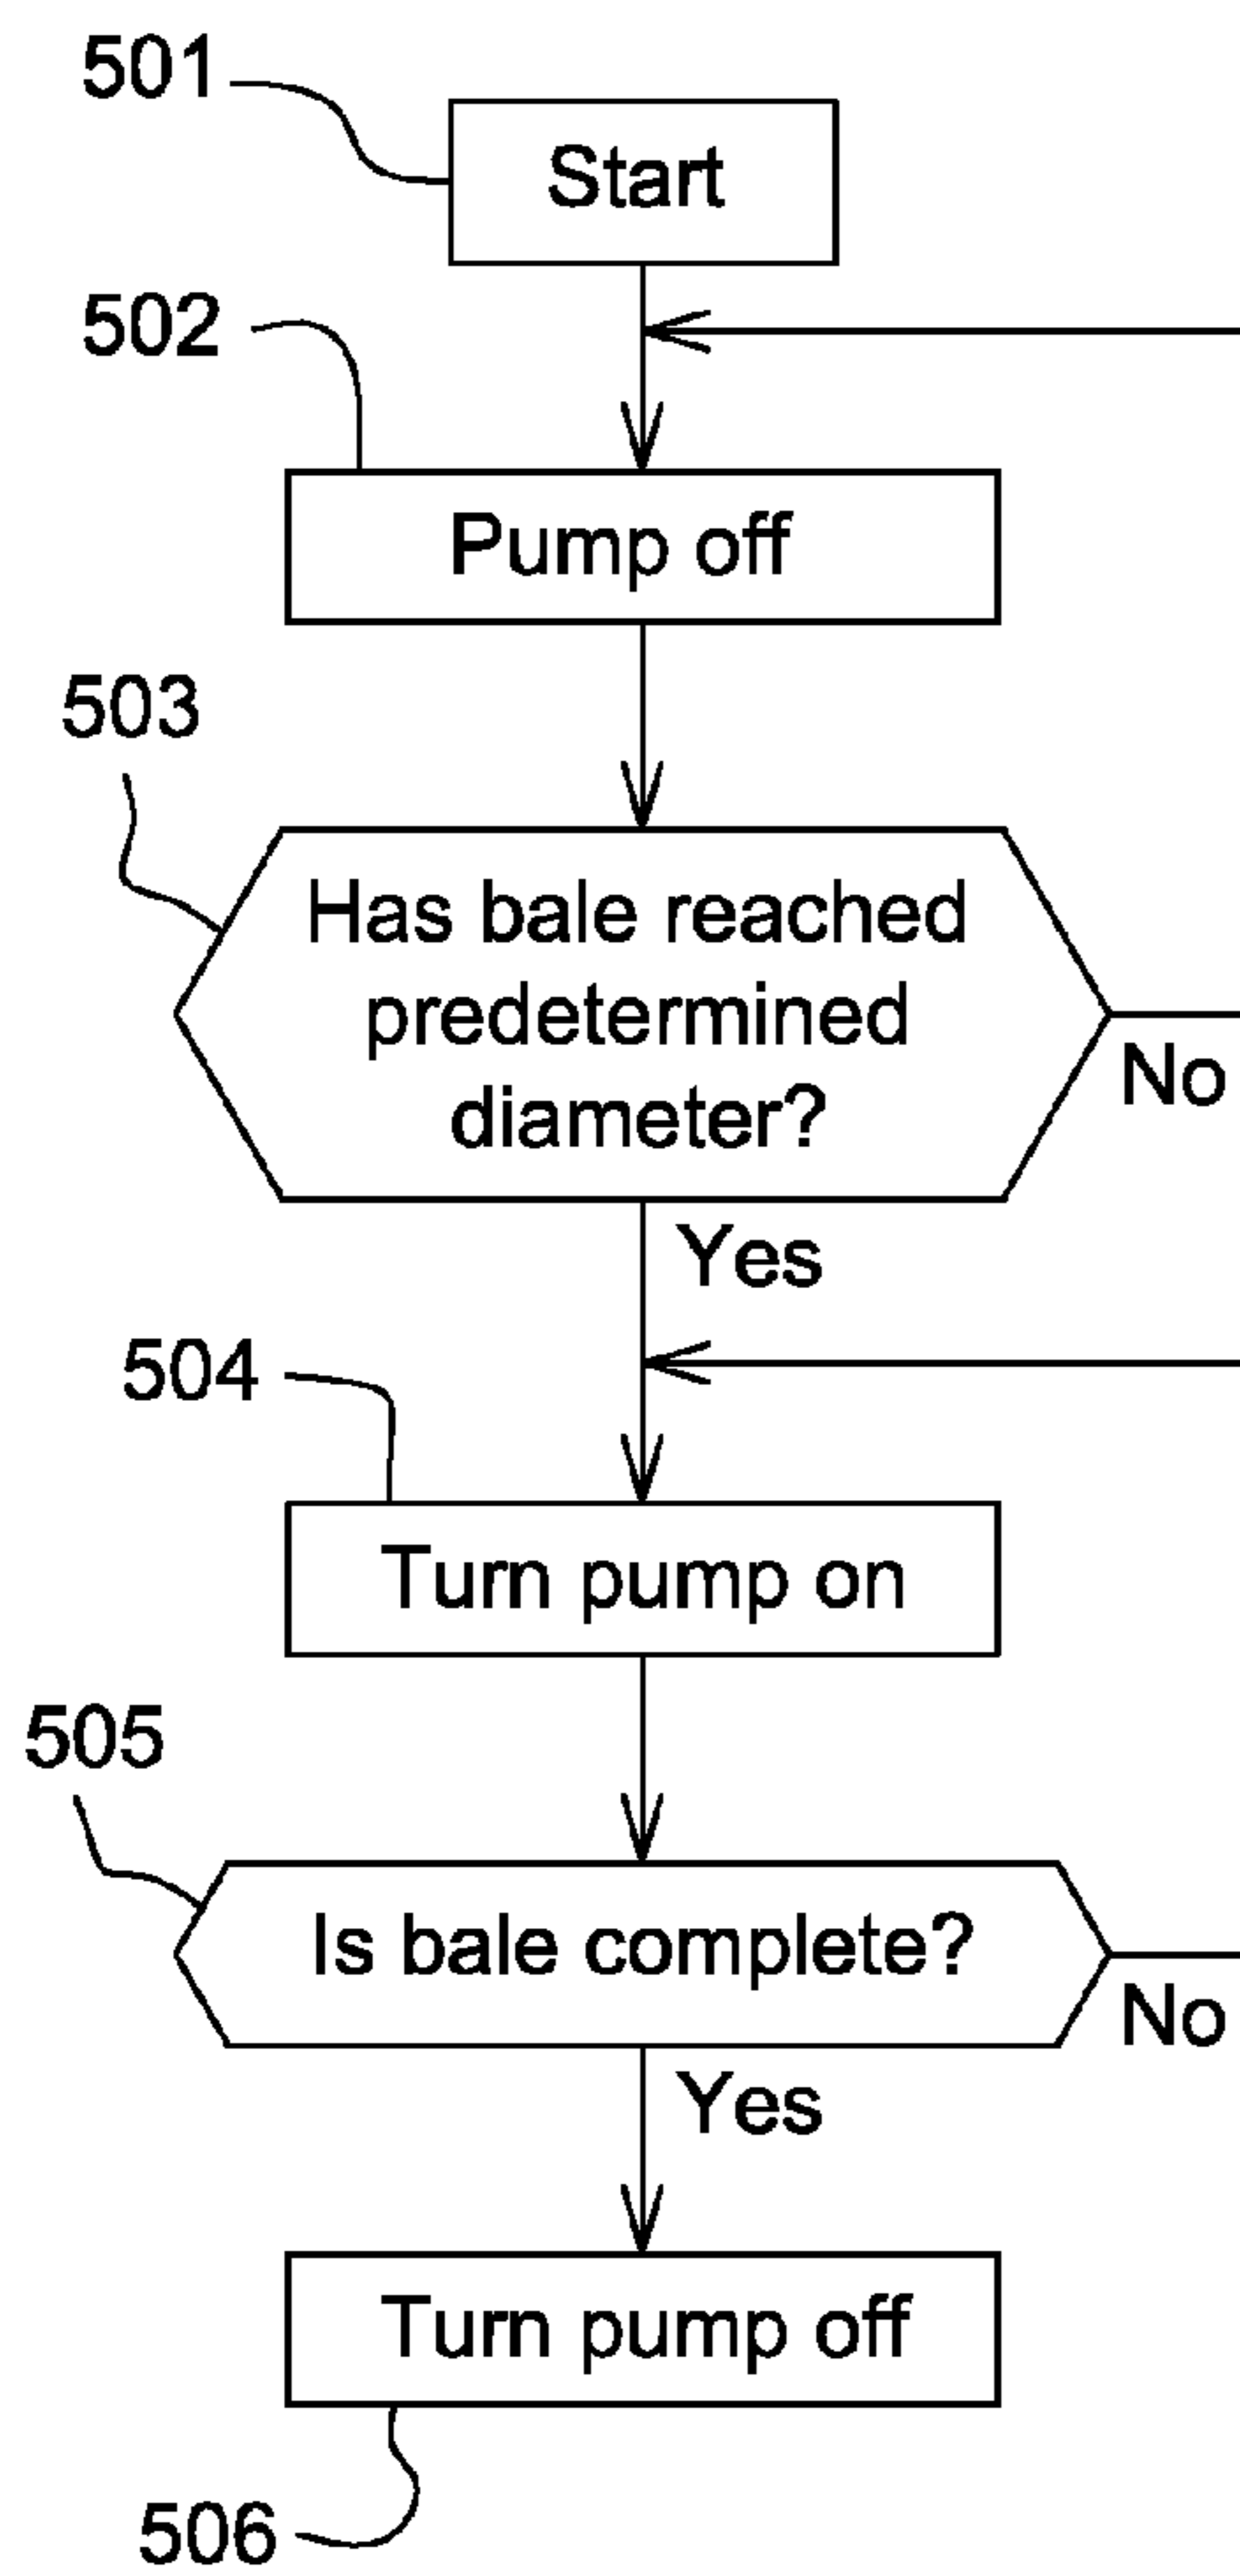 501
Start
502
Pump off
503
Has bale reached
predetermined
diameter?
No
Yes
504
Turn pump on
505
Is bale complete?
No
Yes
Turn pump off
506